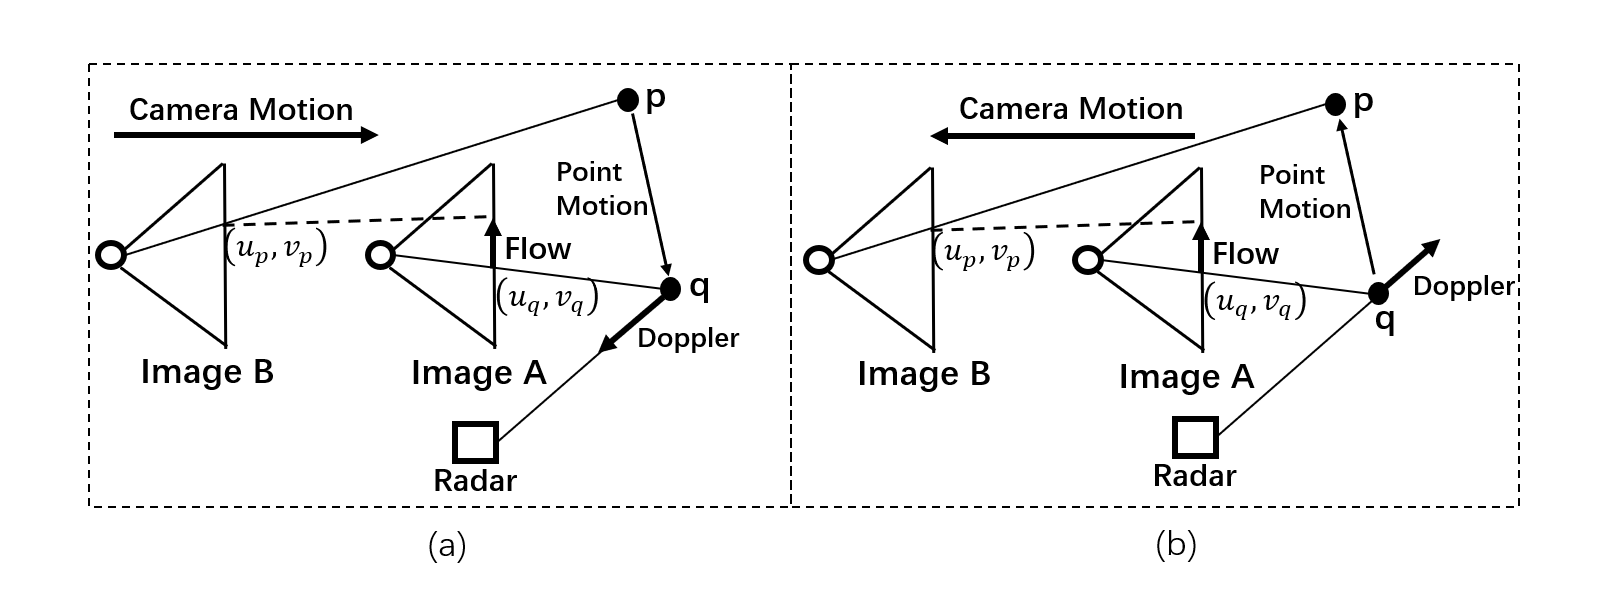 Camera Motion
p
Point
Motion
(u_p, v_p)
Flow
q
(u_q, v_q)
Doppler
Image B
Image A
Radar
(a)
Camera Motion
p
Point
Motion
(u_p, v_p)
Flow
Doppler
(u_q, v_q)
q
Image B
Image A
Radar
(b)